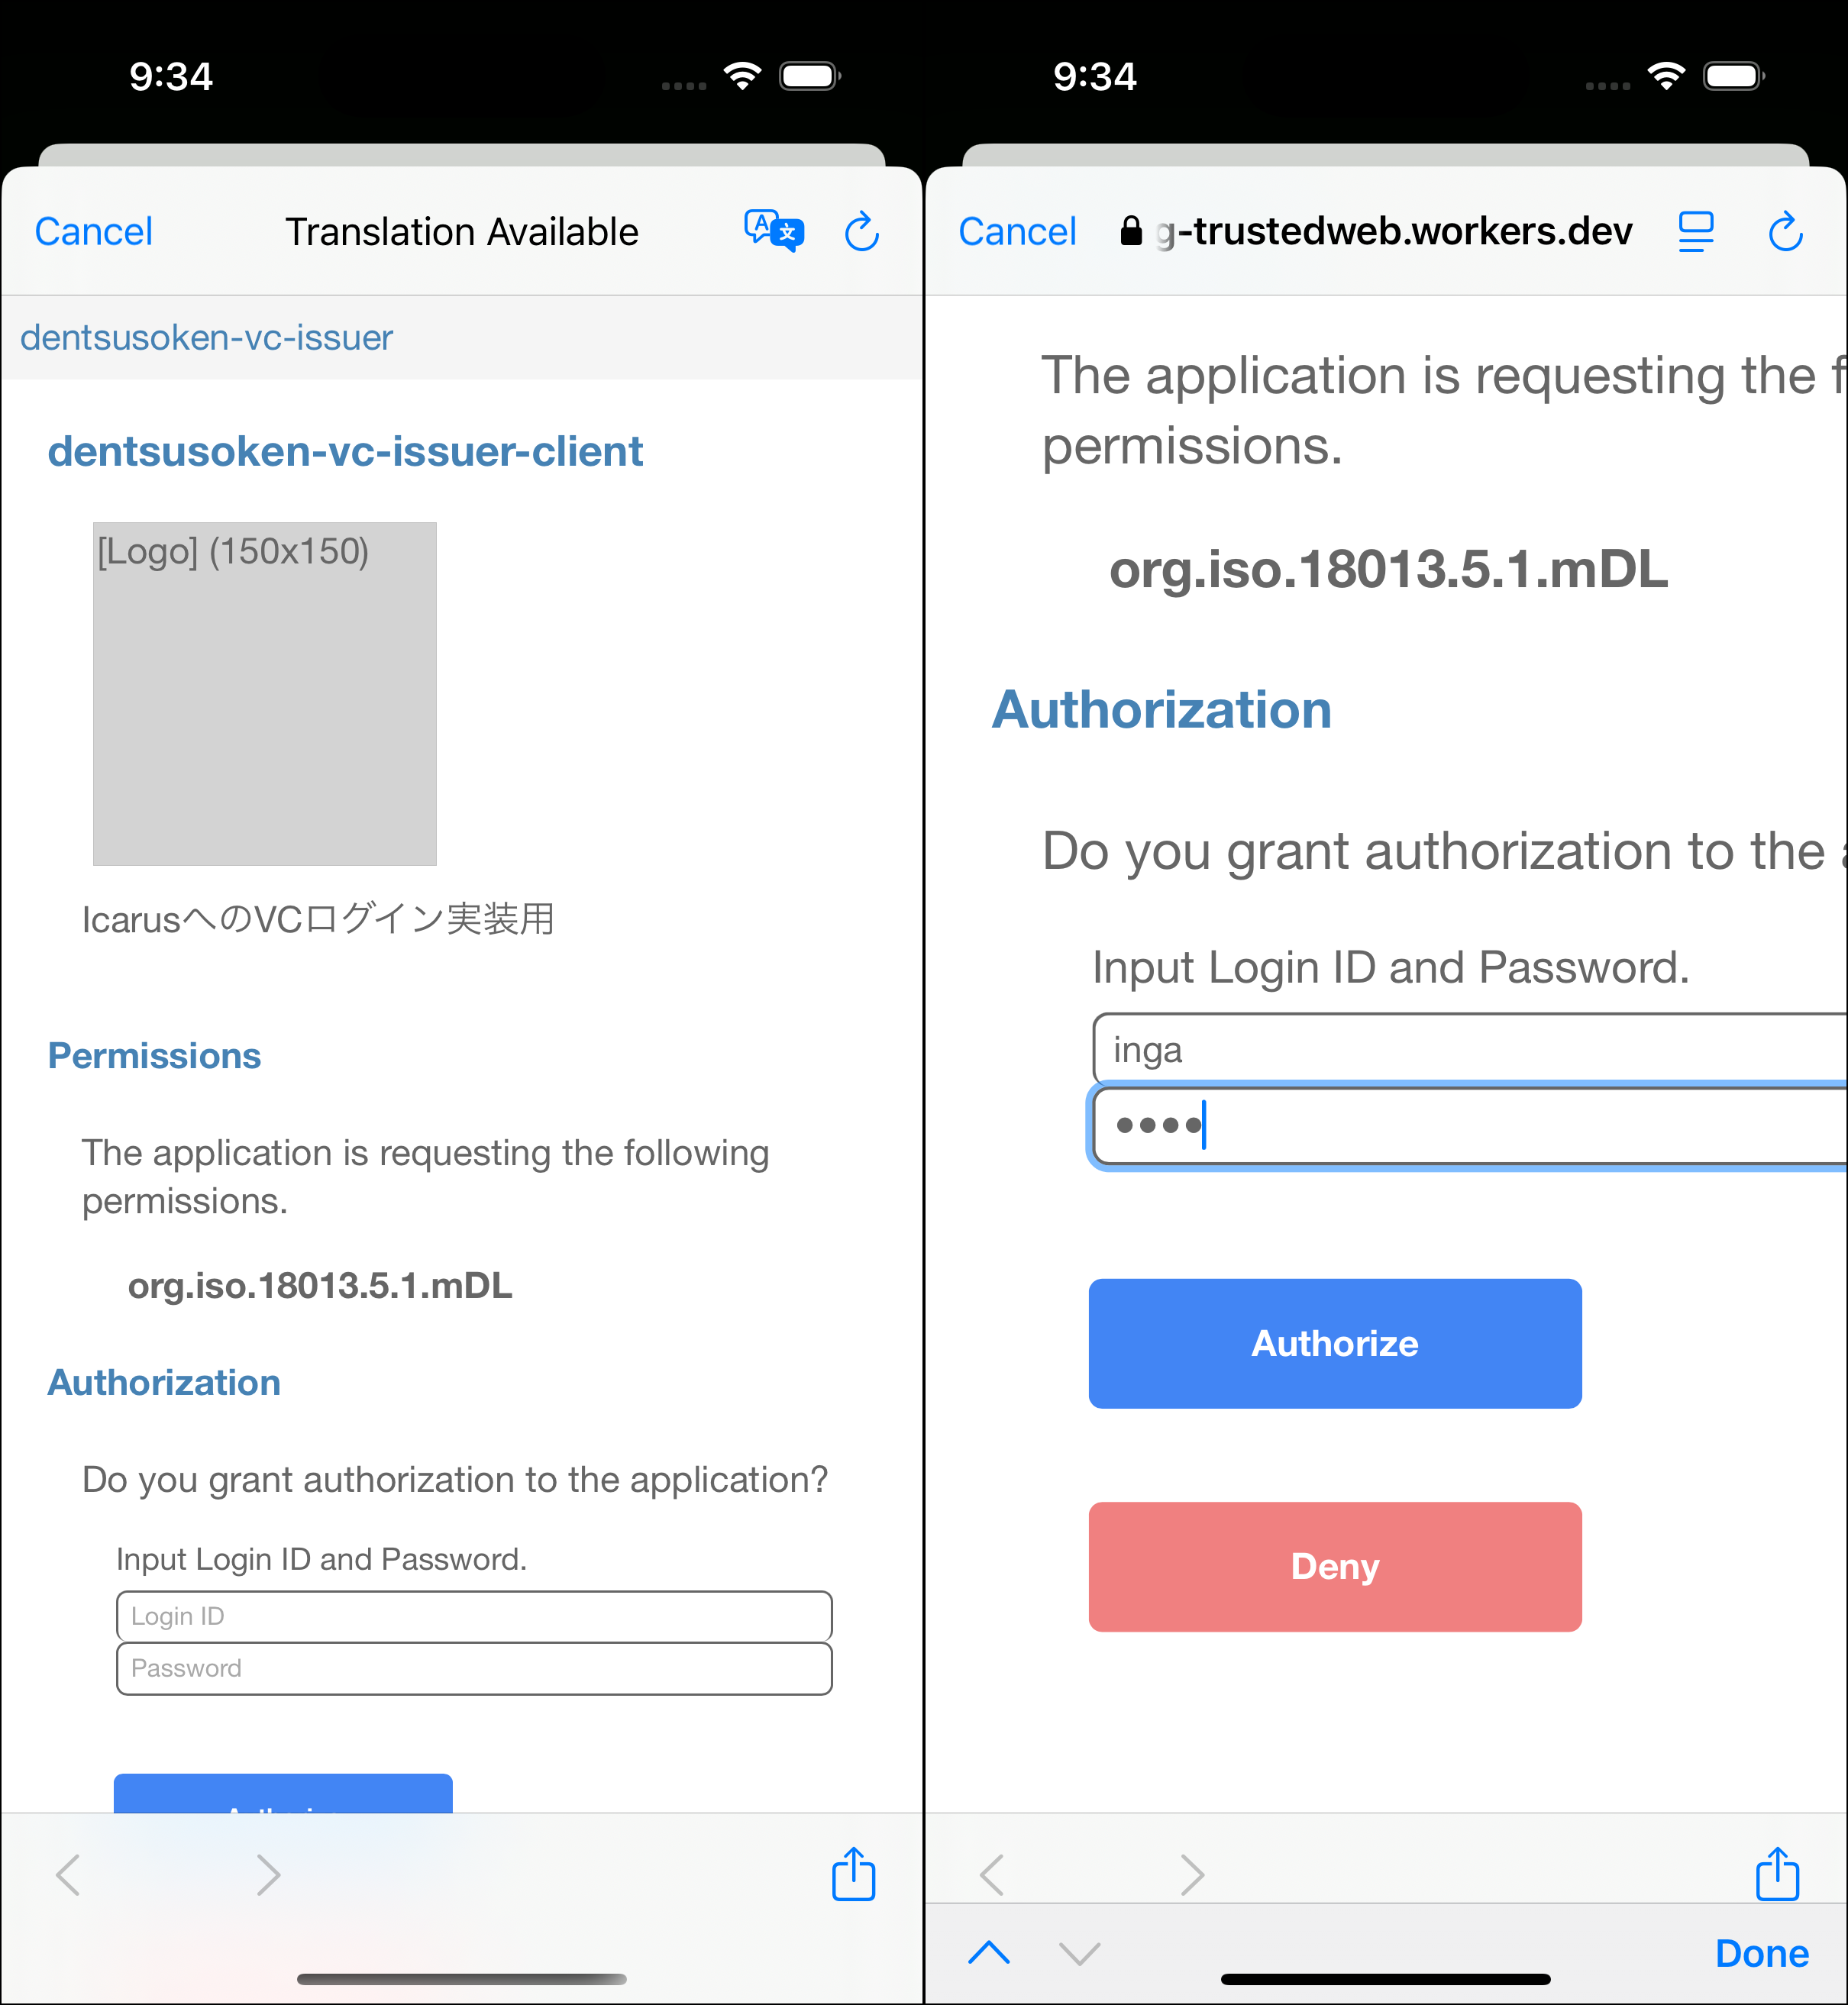 9:34
Cancel
Translation Available
dentsusoken-vc-issuer
dentsusoken-vc-issuer-client
[Logo] (150x150)
IcarusへのVCログイン実装用
Permissions
The application is requesting the following
permissions.
org.iso.18013.5.1.mDL
Authorization
Do you grant authorization to the application?
Input Login ID and Password.
Login ID
Password
9:34
Cancel
g-trustedweb.workers.dev
The application is requesting the
permissions.
org.iso.18013.5.1.mDL
Authorization
Do you grant authorization to the
Input Login ID and Password.
inga
••••
Authorize
Deny
Done